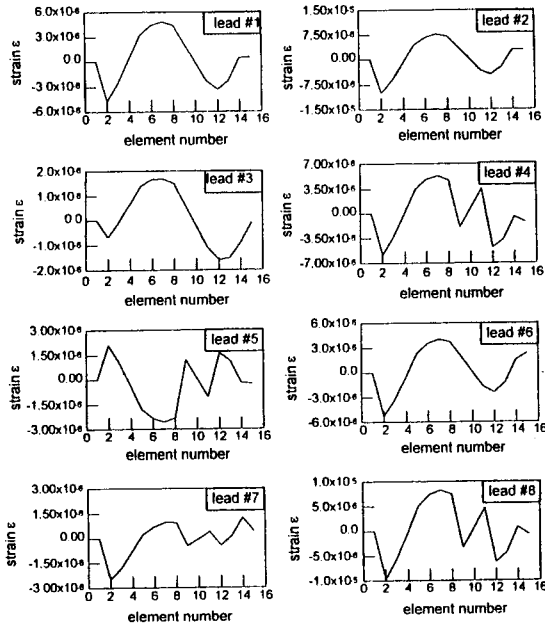 lead #1
6.0x10⁻⁶
3.0x10⁻⁶
0.0
-3.0x10⁻⁶
-6.0x10⁻⁶
strain ε
0 2 4 6 8 10 12 14 16
element number
lead #2
1.50x10⁻⁵
7.50x10⁻⁶
0.00
-7.50x10⁻⁶
-1.50x10⁻⁵
strain ε
0 2 4 6 8 10 12 14 16
element number
lead #3
2.0x10⁻⁶
1.0x10⁻⁶
0.0
-1.0x10⁻⁶
-2.0x10⁻⁶
strain ε
0 2 4 6 8 10 12 14 16
element number
lead #4
7.00x10⁻⁶
3.50x10⁻⁶
0.00
-3.50x10⁻⁶
-7.00x10⁻⁶
strain ε
0 2 4 6 8 10 12 14 16
element number
lead #5
3.00x10⁻⁶
1.50x10⁻⁶
0.00
-1.50x10⁻⁶
-3.00x10⁻⁶
strain ε
0 2 4 6 8 10 12 14 16
element number
lead #6
6.0x10⁻⁶
3.0x10⁻⁶
0.0
-3.0x10⁻⁶
-6.0x10⁻⁶
strain ε
0 2 4 6 8 10 12 14 16
element number
lead #7
3.00x10⁻⁶
1.50x10⁻⁶
0.00
-1.50x10⁻⁶
-3.00x10⁻⁶
strain ε
0 2 4 6 8 10 12 14 16
element number
lead #8
1.0x10⁻⁵
5.0x10⁻⁶
0.0
-5.0x10⁻⁶
-1.0x10⁻⁵
strain ε
0 2 4 6 8 10 12 14 16
element number